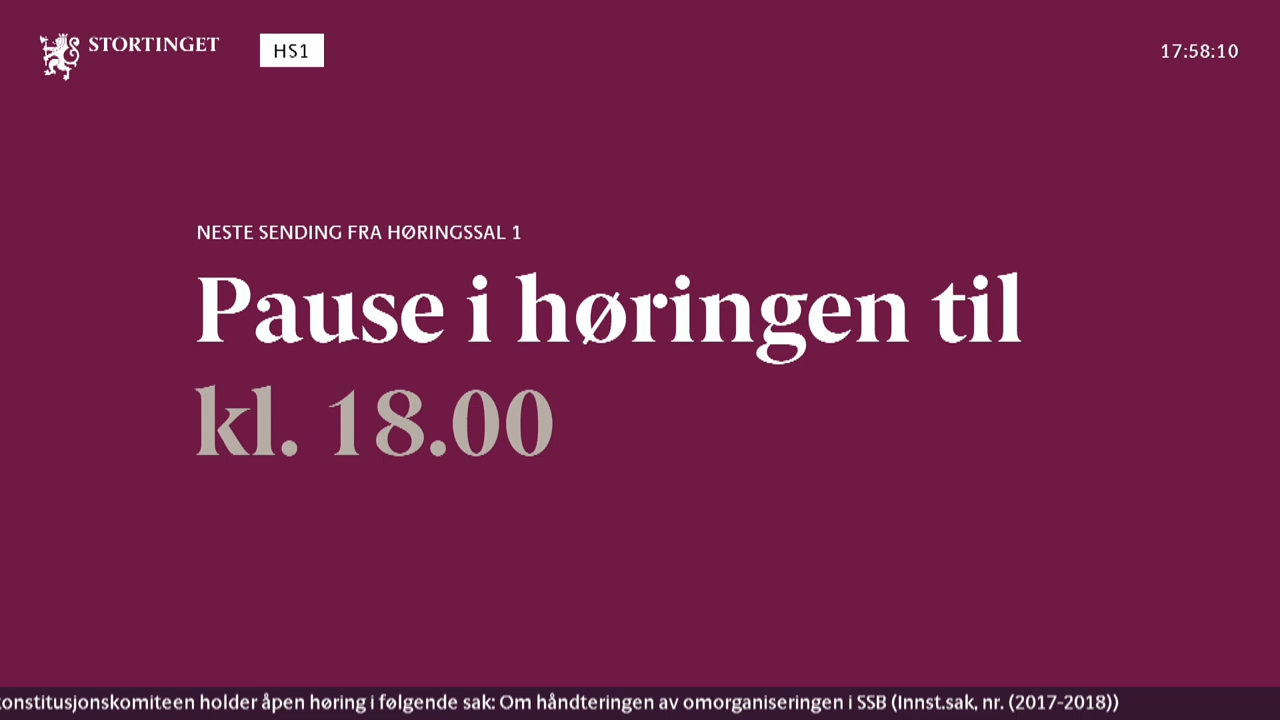 STORTINGET
HS1
17:58:10
NESTE SENDING FRA HØRINGSSAL 1
Pause i høringen til
kl. 18.00
konstitusjonskomiteen holder åpen høring i følgende sak: Om håndteringen av omorganiseringen i SSB (Innst.sak, nr. (2017-2018))